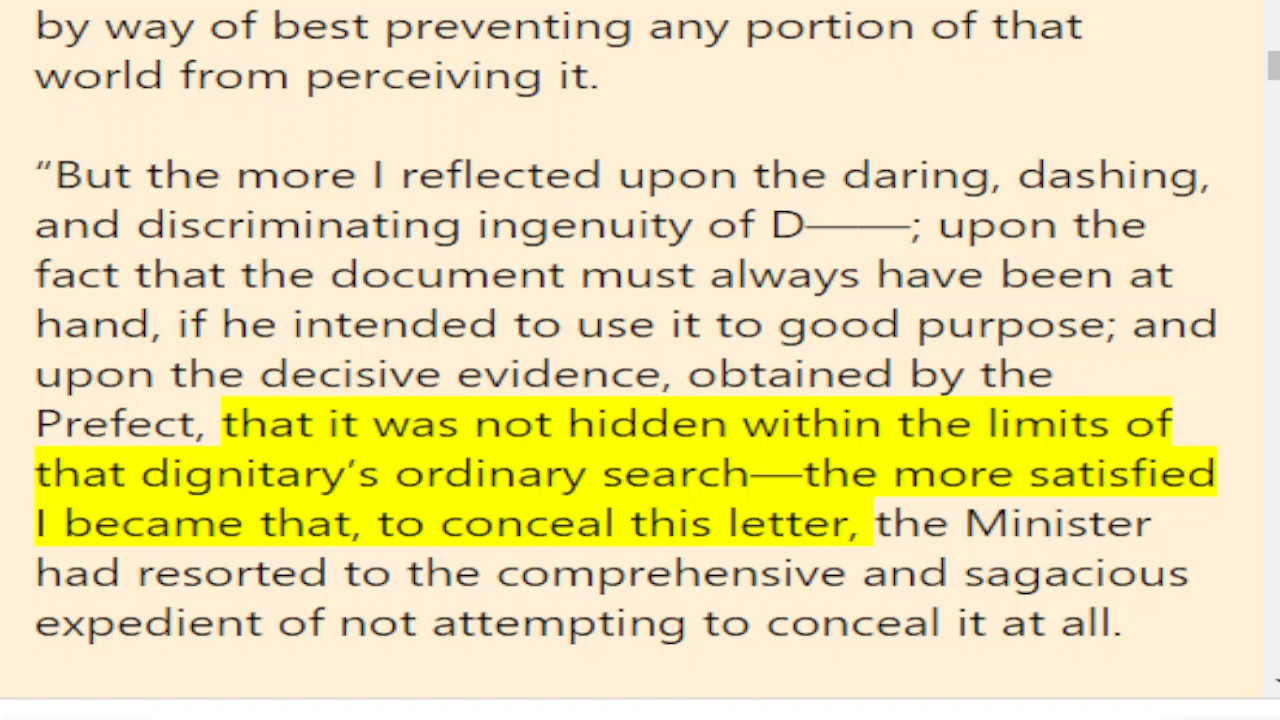 by way of best preventing any portion of that
world from perceiving it.
“But the more I reflected upon the daring, dashing,
and discriminating ingenuity of D——; upon the
fact that the document must always have been at
hand, if he intended to use it to good purpose; and
upon the decisive evidence, obtained by the
Prefect, that it was not hidden within the limits of
that dignitary’s ordinary search—the more satisfied
I became that, to conceal this letter, the Minister
had resorted to the comprehensive and sagacious
expedient of not attempting to conceal it at all.